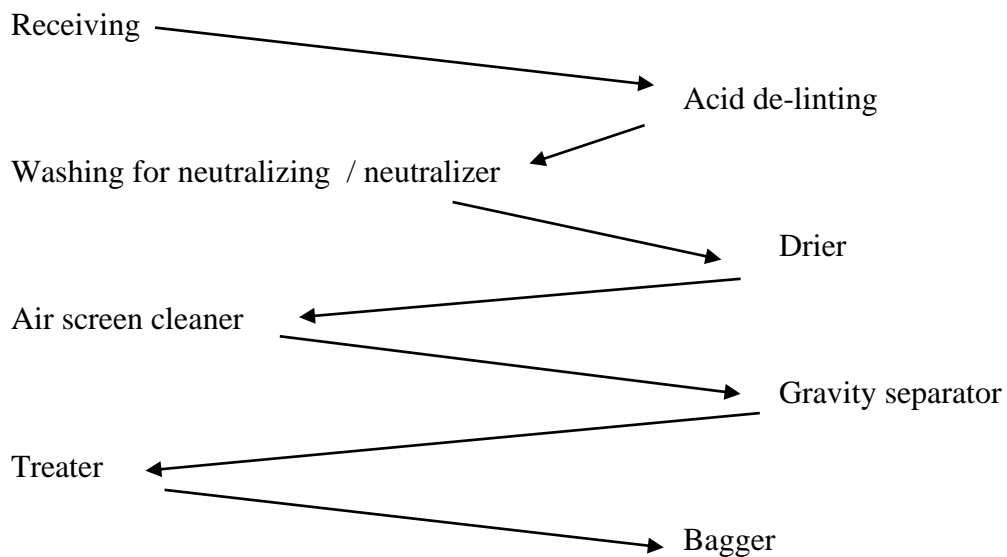 Receiving
Acid de-linting
Washing for neutralizing / neutralizer
Drier
Air screen cleaner
Gravity separator
Treater
Bagger